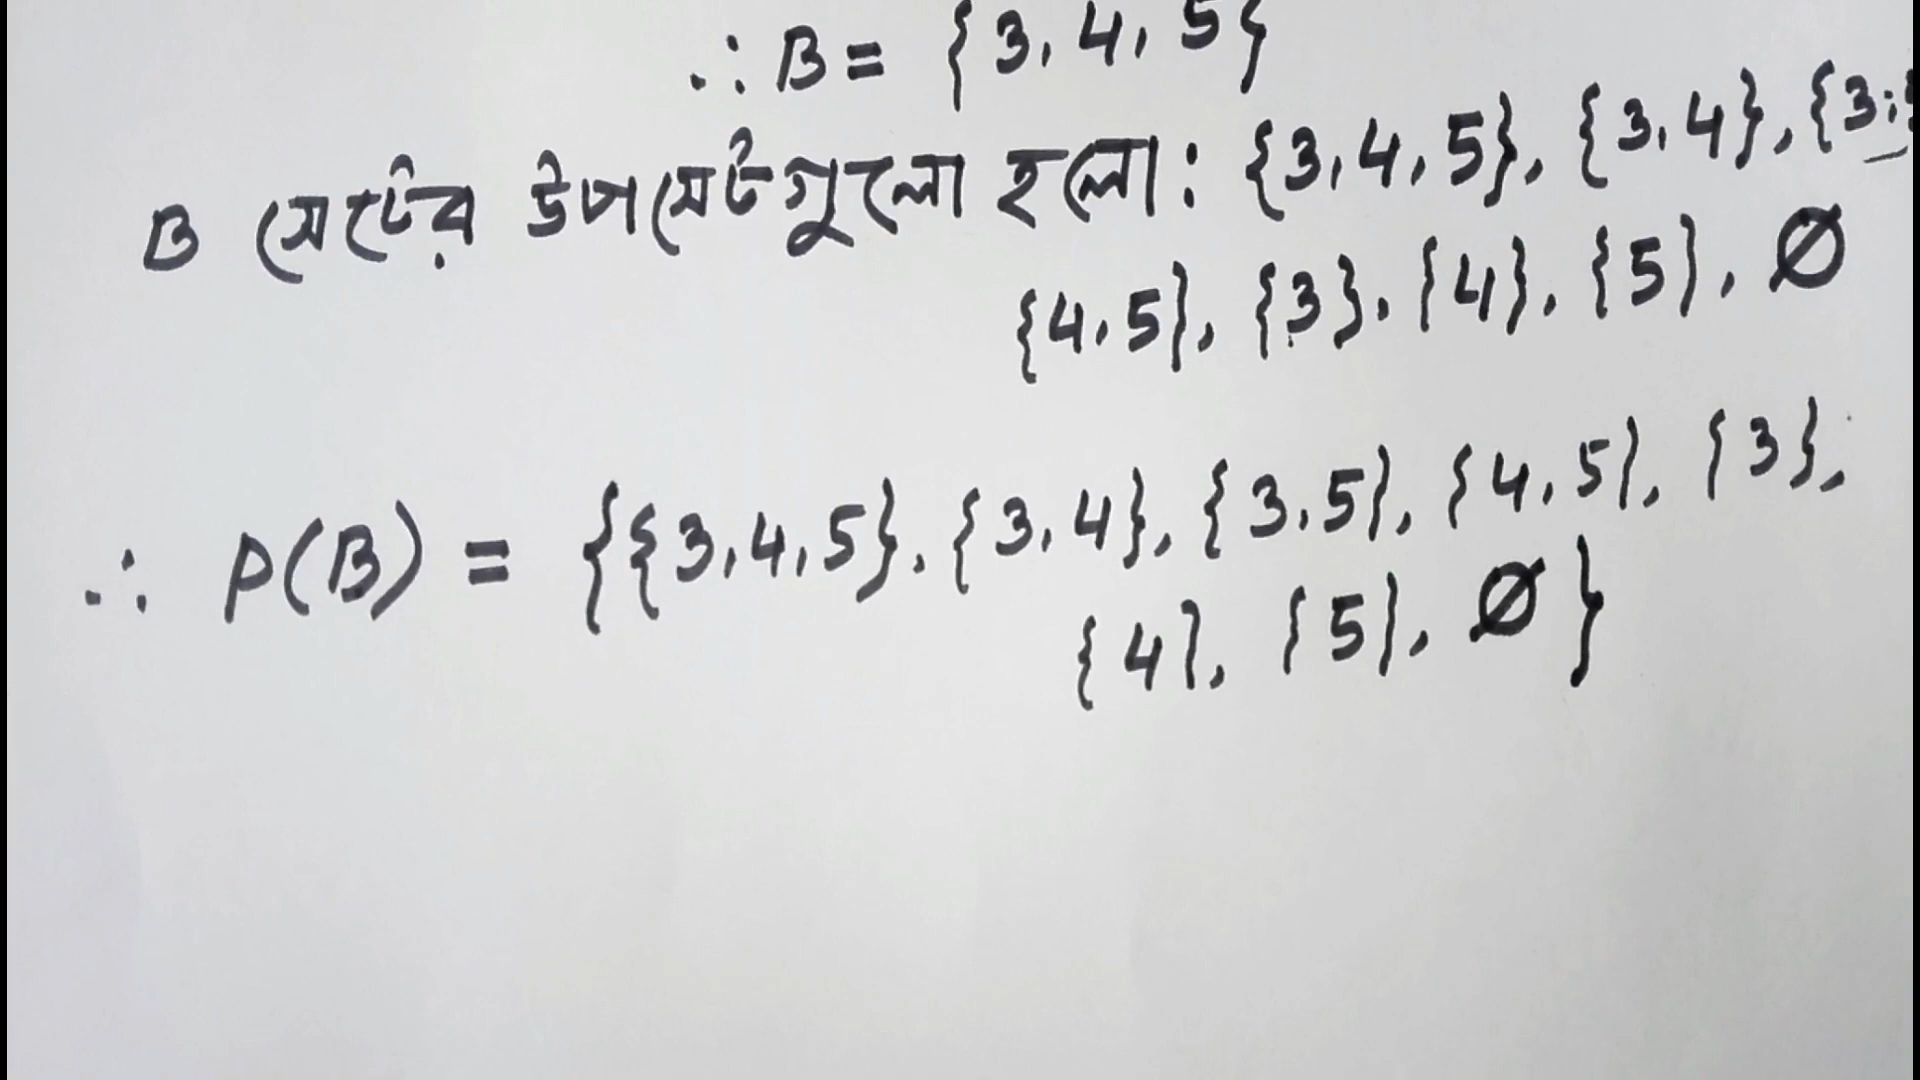 ∴ B = {3, 4, 5}
B সেটের উপসেটগুলো হলো : {3, 4, 5}, {3, 4}, {3,
{4, 5}, {3}, {4}, {5}, Ø
∴ P(B) = {{3, 4, 5}, {3, 4}, {3, 5}, {4, 5}, {3},
{4}, {5}, Ø}